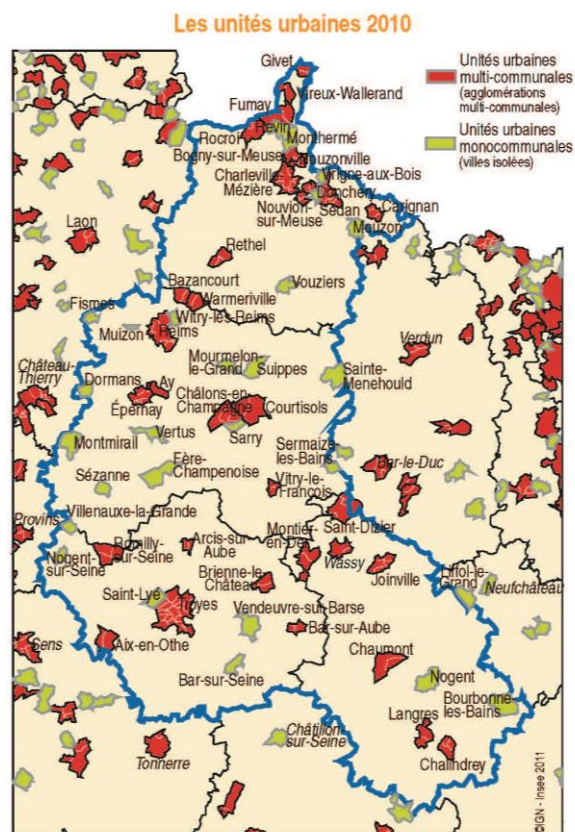 Les unités urbaines 2010
Givet
Unités urbaines
multi-communales
(agglomérations
multi-communales)
Unités urbaines
monocommunales
(villes isolées)
Vireux-Wallerand
Fumay
Revin
Rocroi
Monthermé
Bogny-sur-Meuse
Nouzonville
Charleville
Mézière
Vrigne-aux-Bois
Donchery
Nouvion-
sur-Meuse
Sedan
Carignan
Mouzon
Laon
Rethel
Bazancourt
Vouziers
Warmeriville
Fismes
Witry-lès-Reims
Muizon
Reims
Verdun
Château-
Thierry
Mourmelon-
le-Grand
Suippes
Sainte-
Menehould
Dormans
Ay
Épernay
Châlons-en-
Champagne
Courtisols
Montmirail
Vertus
Sarry
Sermaize-
les-Bains
Bar-le-Duc
Sézanne
Fère-
Champenoise
Vitry-le-
François
Provins
Villenauxe-la-Grande
Saint-Dizier
Romilly-
sur-Seine
Arcis-sur-
Aube
Montier-
en-Der
Nogent-
sur-Seine
Wassy
Joinville
Brienne-le-
Château
Liffol-le-
Grand
Neufchâteau
Saint-Lyé
Troyes
Vendeuvre-sur-Barse
Bar-sur-Aube
Sens
Aix-en-Othe
Chaumont
Bar-sur-Seine
Nogent
Bourbonne-
les-Bains
Langres
Châtillon-
sur-Seine
Tonnerre
Chalindrey
©IGN - Insee 2011